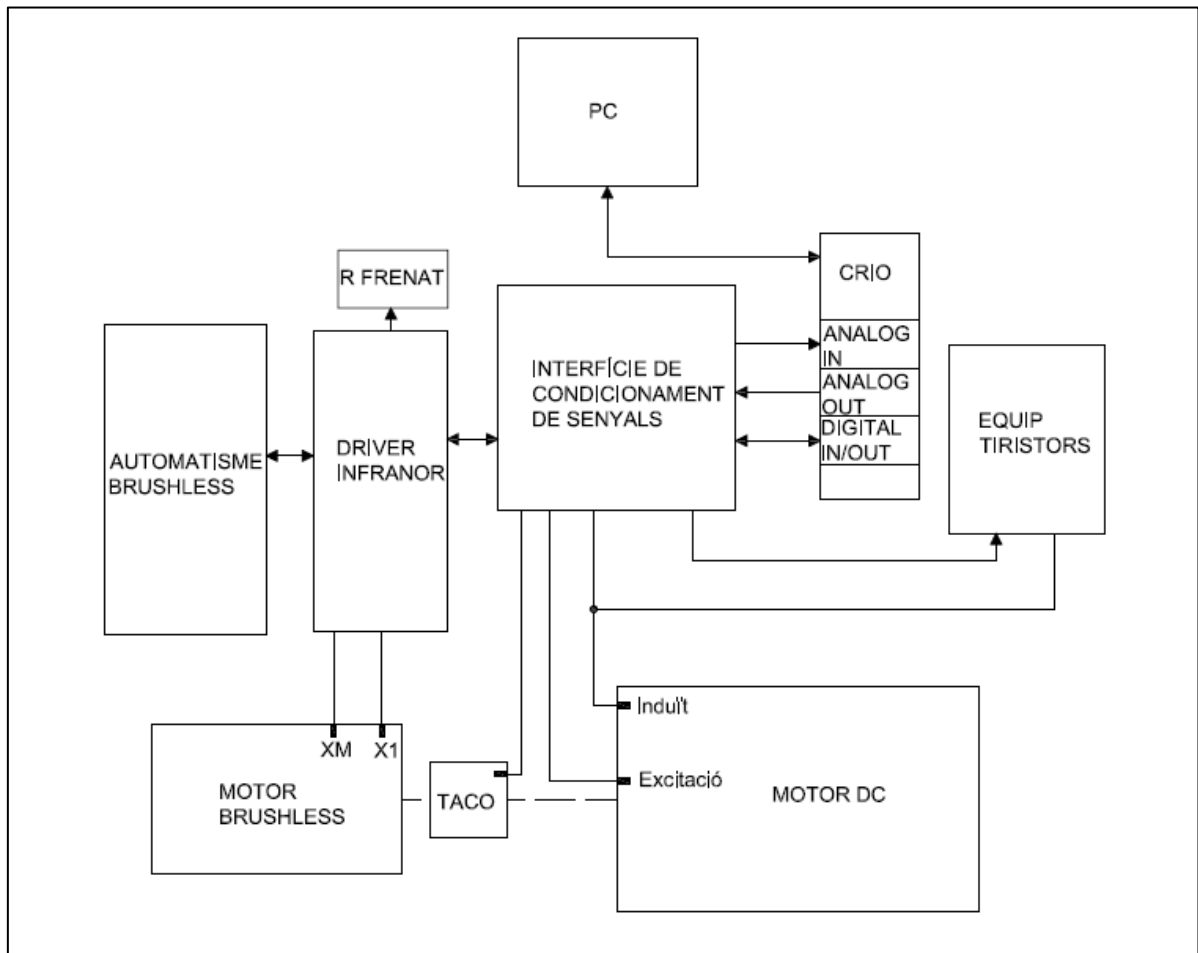 PC
R FRENAT
CRIO
ANALOG
IN
ANALOG
OUT
DIGITAL
IN/OUT
INTERFÍCIE DE
CONDICIONAMENT
DE SENYALS
EQUIP
TIRISTORS
AUTOMATISME
BRUSHLESS
DRIVER
INFRANOR
XM
X1
MOTOR
BRUSHLESS
TACO
Induït
Excitació
MOTOR DC